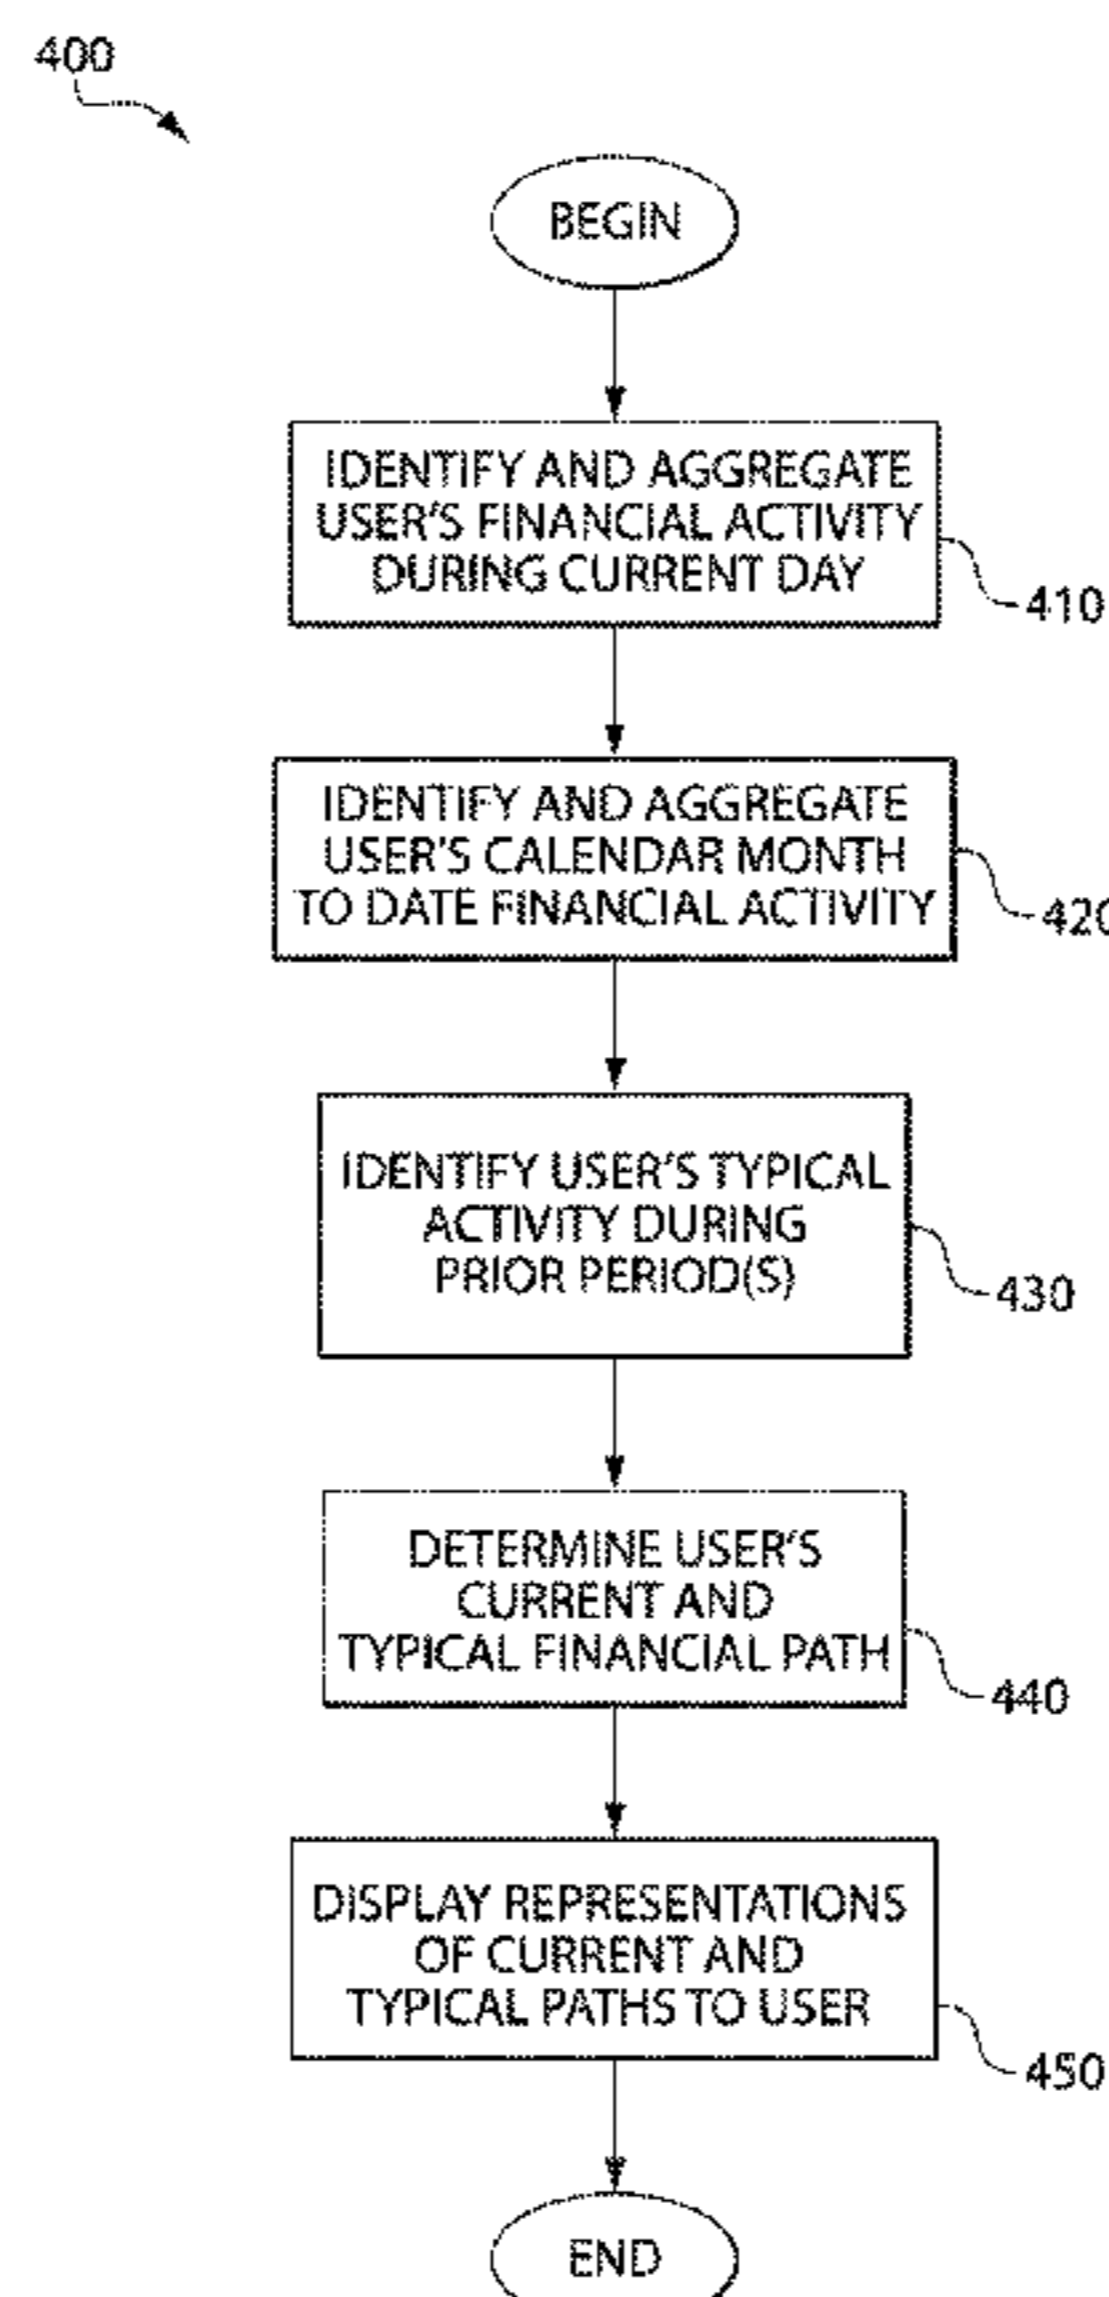 400
BEGIN
IDENTIFY AND AGGREGATE
USER'S FINANCIAL ACTIVITY
DURING CURRENT DAY
410
IDENTIFY AND AGGREGATE
USER'S CALENDAR MONTH
TO DATE FINANCIAL ACTIVITY
420
IDENTIFY USER'S TYPICAL
ACTIVITY DURING
PRIOR PERIOD(S)
430
DETERMINE USER'S
CURRENT AND
TYPICAL FINANCIAL PATH
440
DISPLAY REPRESENTATIONS
OF CURRENT AND
TYPICAL PATHS TO USER
450
END